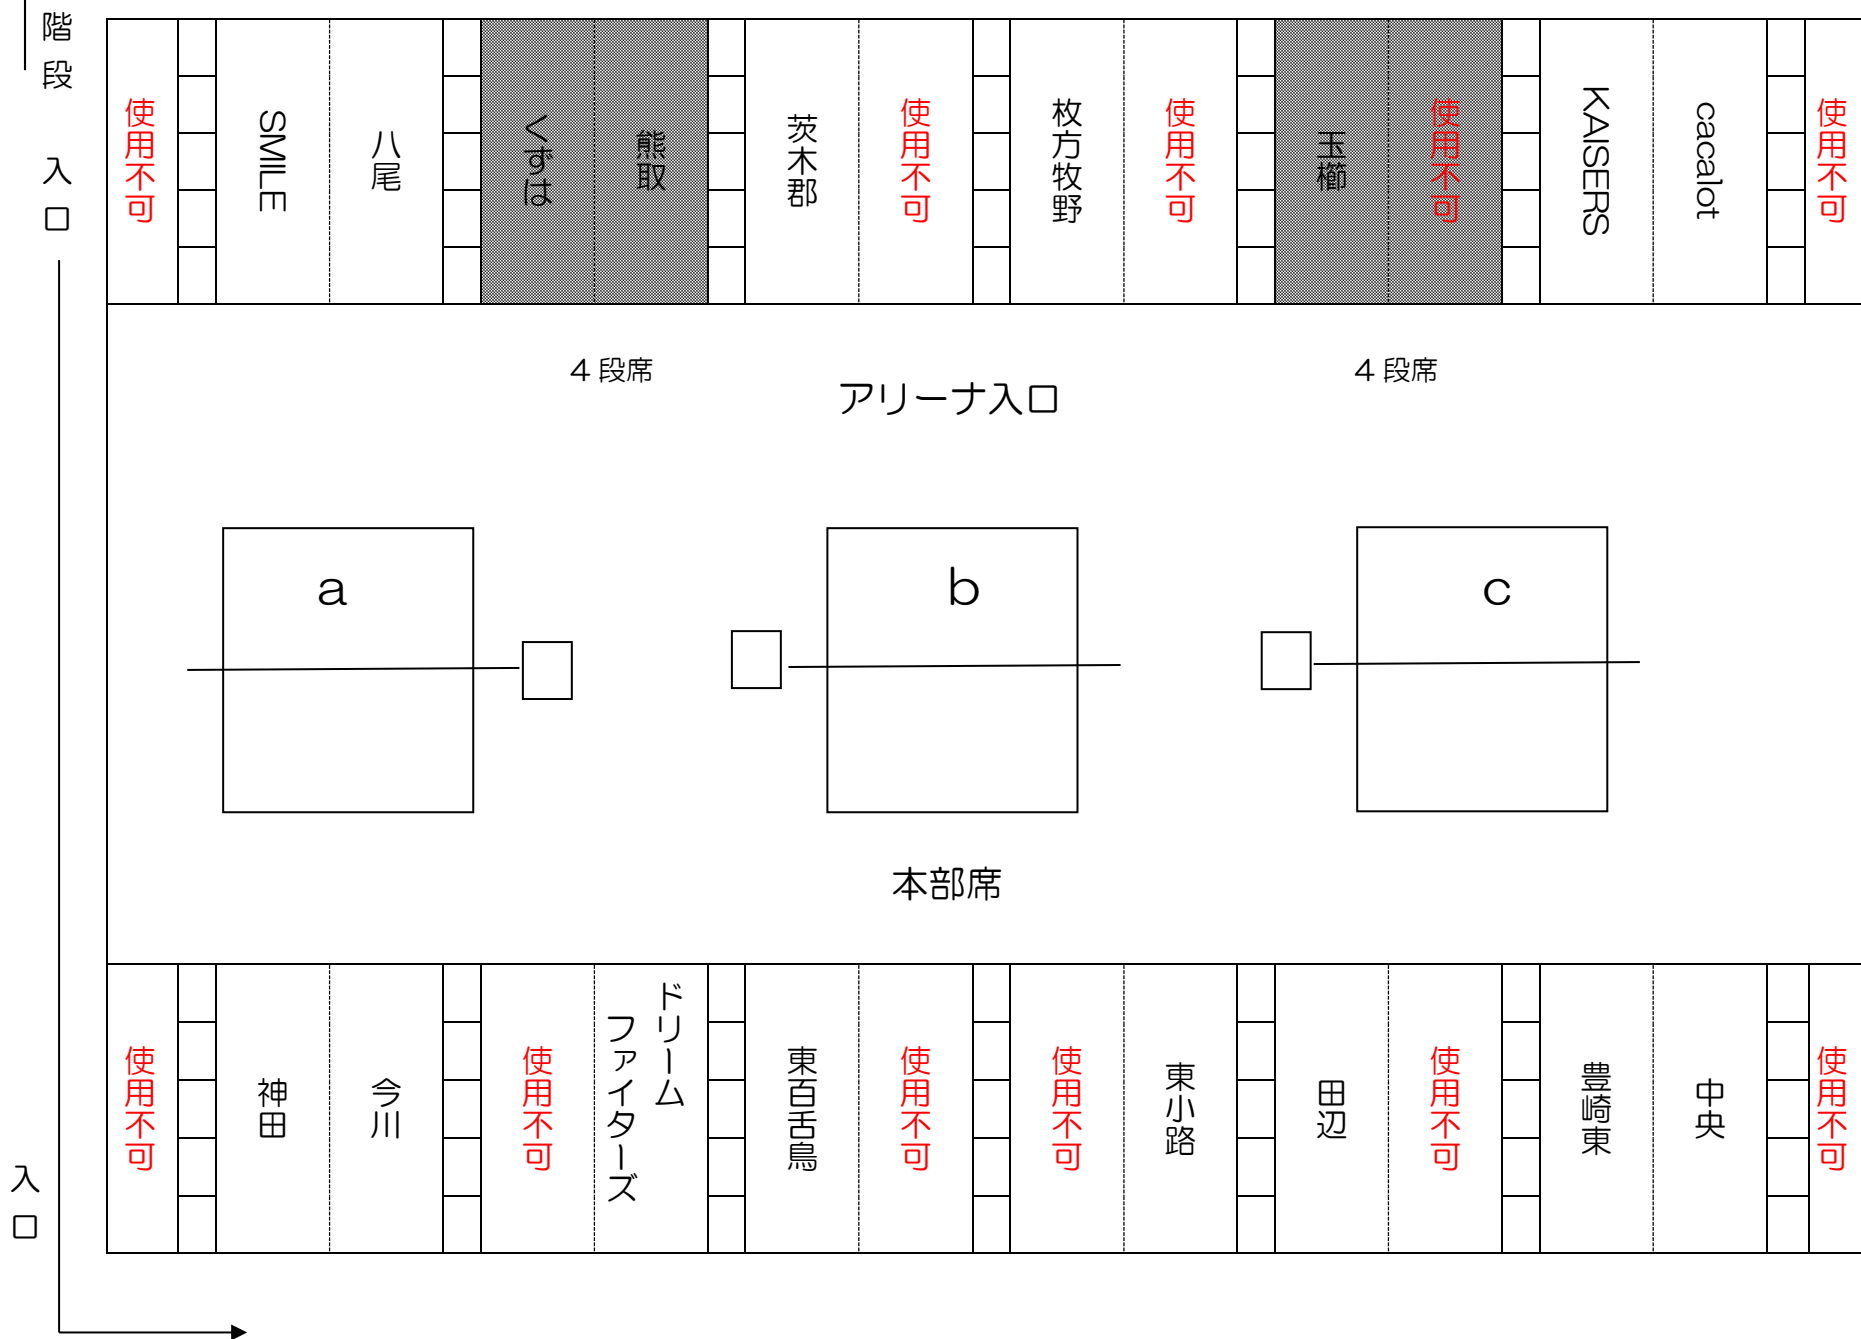 階段
入口
使用不可
SMILE
八尾
くずは
熊取
茨木郡
使用不可
枚方牧野
使用不可
玉櫛
使用不可
KAISERS
cacalot
使用不可
4段席
4段席
アリーナ入口
a
b
c
本部席
使用不可
神田
今川
使用不可
ドリーム
ファイターズ
東百舌鳥
使用不可
使用不可
東小路
田辺
使用不可
豊崎東
中央
使用不可
入口